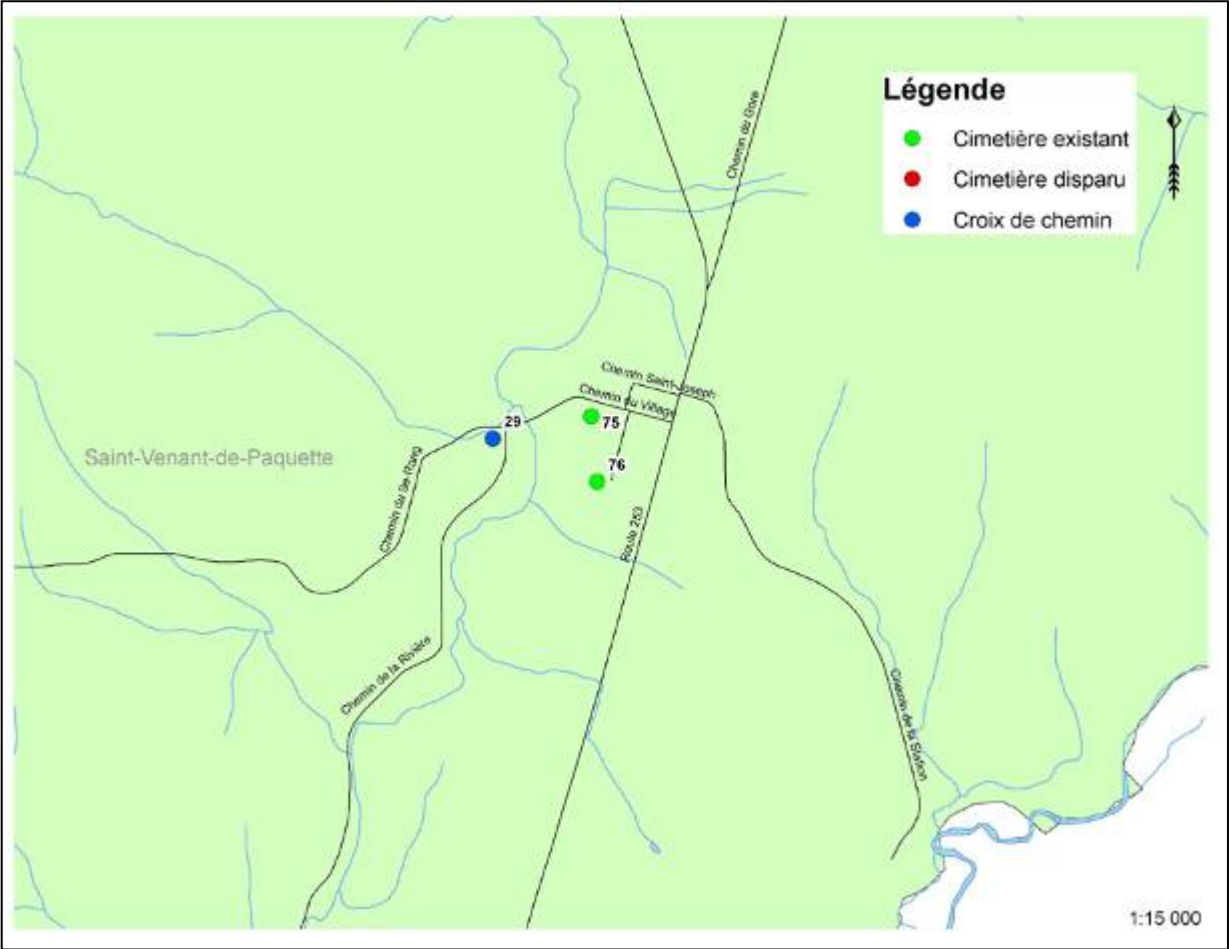 Légende
Cimetière existant
Cimetière disparu
Croix de chemin
Chemin du Gore
Chemin Saint-Joseph
Chemin du Village
29
75
76
Saint-Venant-de-Paquette
Chemin du 9e-Rang
Route 253
Chemin de la Rivière
Chemin de la Station
1:15 000